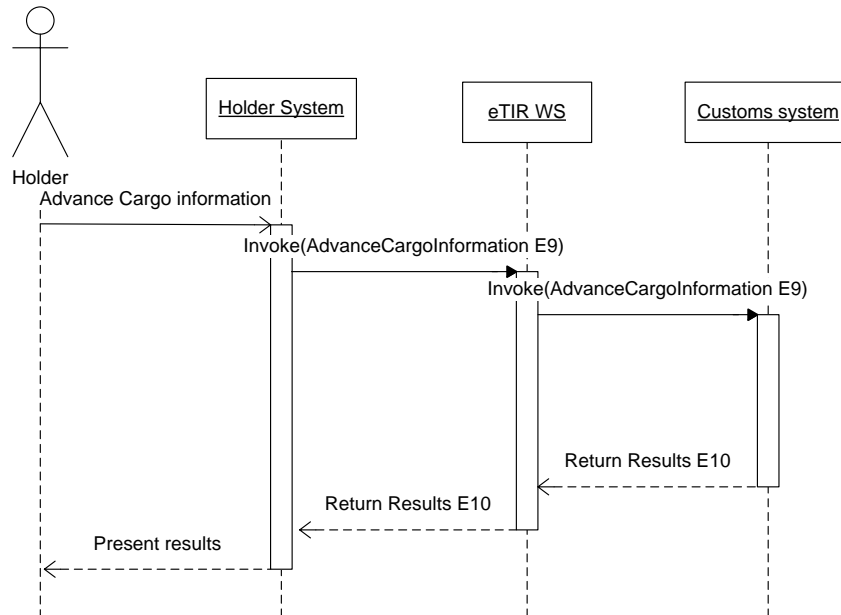 Holder System
eTIR WS
Customs system
Holder
Advance Cargo information
Invoke(AdvanceCargoInformation E9)
Invoke(AdvanceCargoInformation E9)
Return Results E10
Return Results E10
Present results